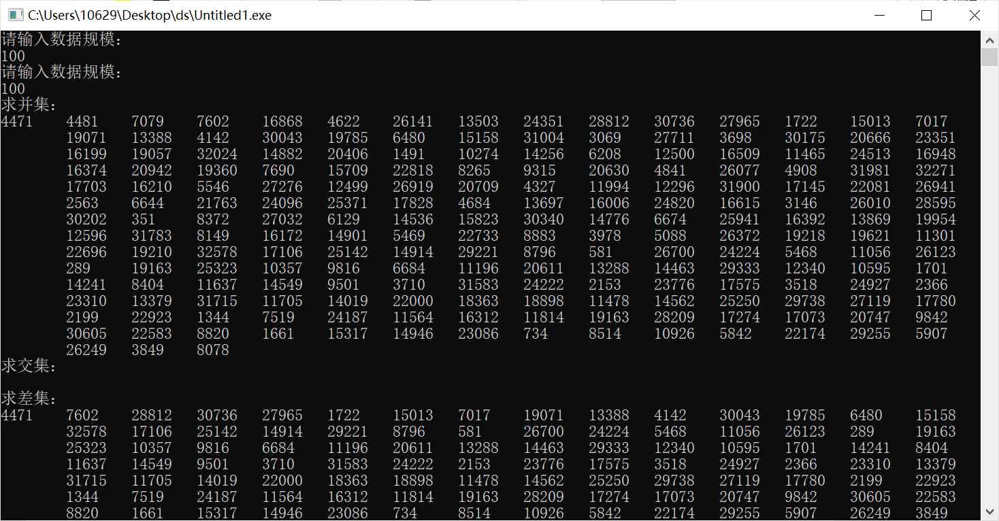 C:\Users\10629\Desktop\ds\Untitled1.exe
请输入数据规模:
100
请输入数据规模:
100
求并集:
4471 4481 7079 7602 16868 4622 26141 13503 24351 28812 30736 27965 1722 15013 7017
19071 13388 4142 30043 19785 6480 15158 31004 3069 27711 3698 30175 20666 23351
16199 19057 32024 14882 20406 1491 10274 14256 6208 12500 16509 11465 24513 16948
16374 20942 19360 7690 15709 22818 8265 9315 20630 4841 26077 4908 31981 32271
17703 16210 5546 27276 12499 26919 20709 4327 11994 12296 31900 17145 22081 26941
2563 6644 21763 24096 25371 17828 4684 13697 16006 24820 16615 3146 26010 28595
30202 351 8372 27032 6129 14536 15823 30340 14776 6674 25941 16392 13869 19954
12596 31783 8149 16172 14901 5469 22733 8883 3978 5088 26372 19218 19621 11301
22696 19210 32578 17106 25142 14914 29221 8796 581 26700 24224 5468 11056 26123
289 19163 25323 10357 9816 6684 11196 20611 13288 14463 29333 12340 10595 1701
14241 8404 11637 14549 9501 3710 31583 24222 2153 23776 17575 3518 24927 2366
23310 13379 31715 11705 14019 22000 18363 18898 11478 14562 25250 29738 27119 17780
2199 22923 1344 7519 24187 11564 16312 11814 19163 28209 17274 17073 20747 9842
30605 22583 8820 1661 15317 14946 23086 734 8514 10926 5842 22174 29255 5907
26249 3849 8078
求交集:
求差集:
4471 7602 28812 30736 27965 1722 15013 7017 19071 13388 4142 30043 19785 6480 15158
32578 17106 25142 14914 29221 8796 581 26700 24224 5468 11056 26123 289 19163
25323 10357 9816 6684 11196 20611 13288 14463 29333 12340 10595 1701 14241 8404
11637 14549 9501 3710 31583 24222 2153 23776 17575 3518 24927 2366 23310 13379
31715 11705 14019 22000 18363 18898 11478 14562 25250 29738 27119 17780 2199 22923
1344 7519 24187 11564 16312 11814 19163 28209 17274 17073 20747 9842 30605 22583
8820 1661 15317 14946 23086 734 8514 10926 5842 22174 29255 5907 26249 3849